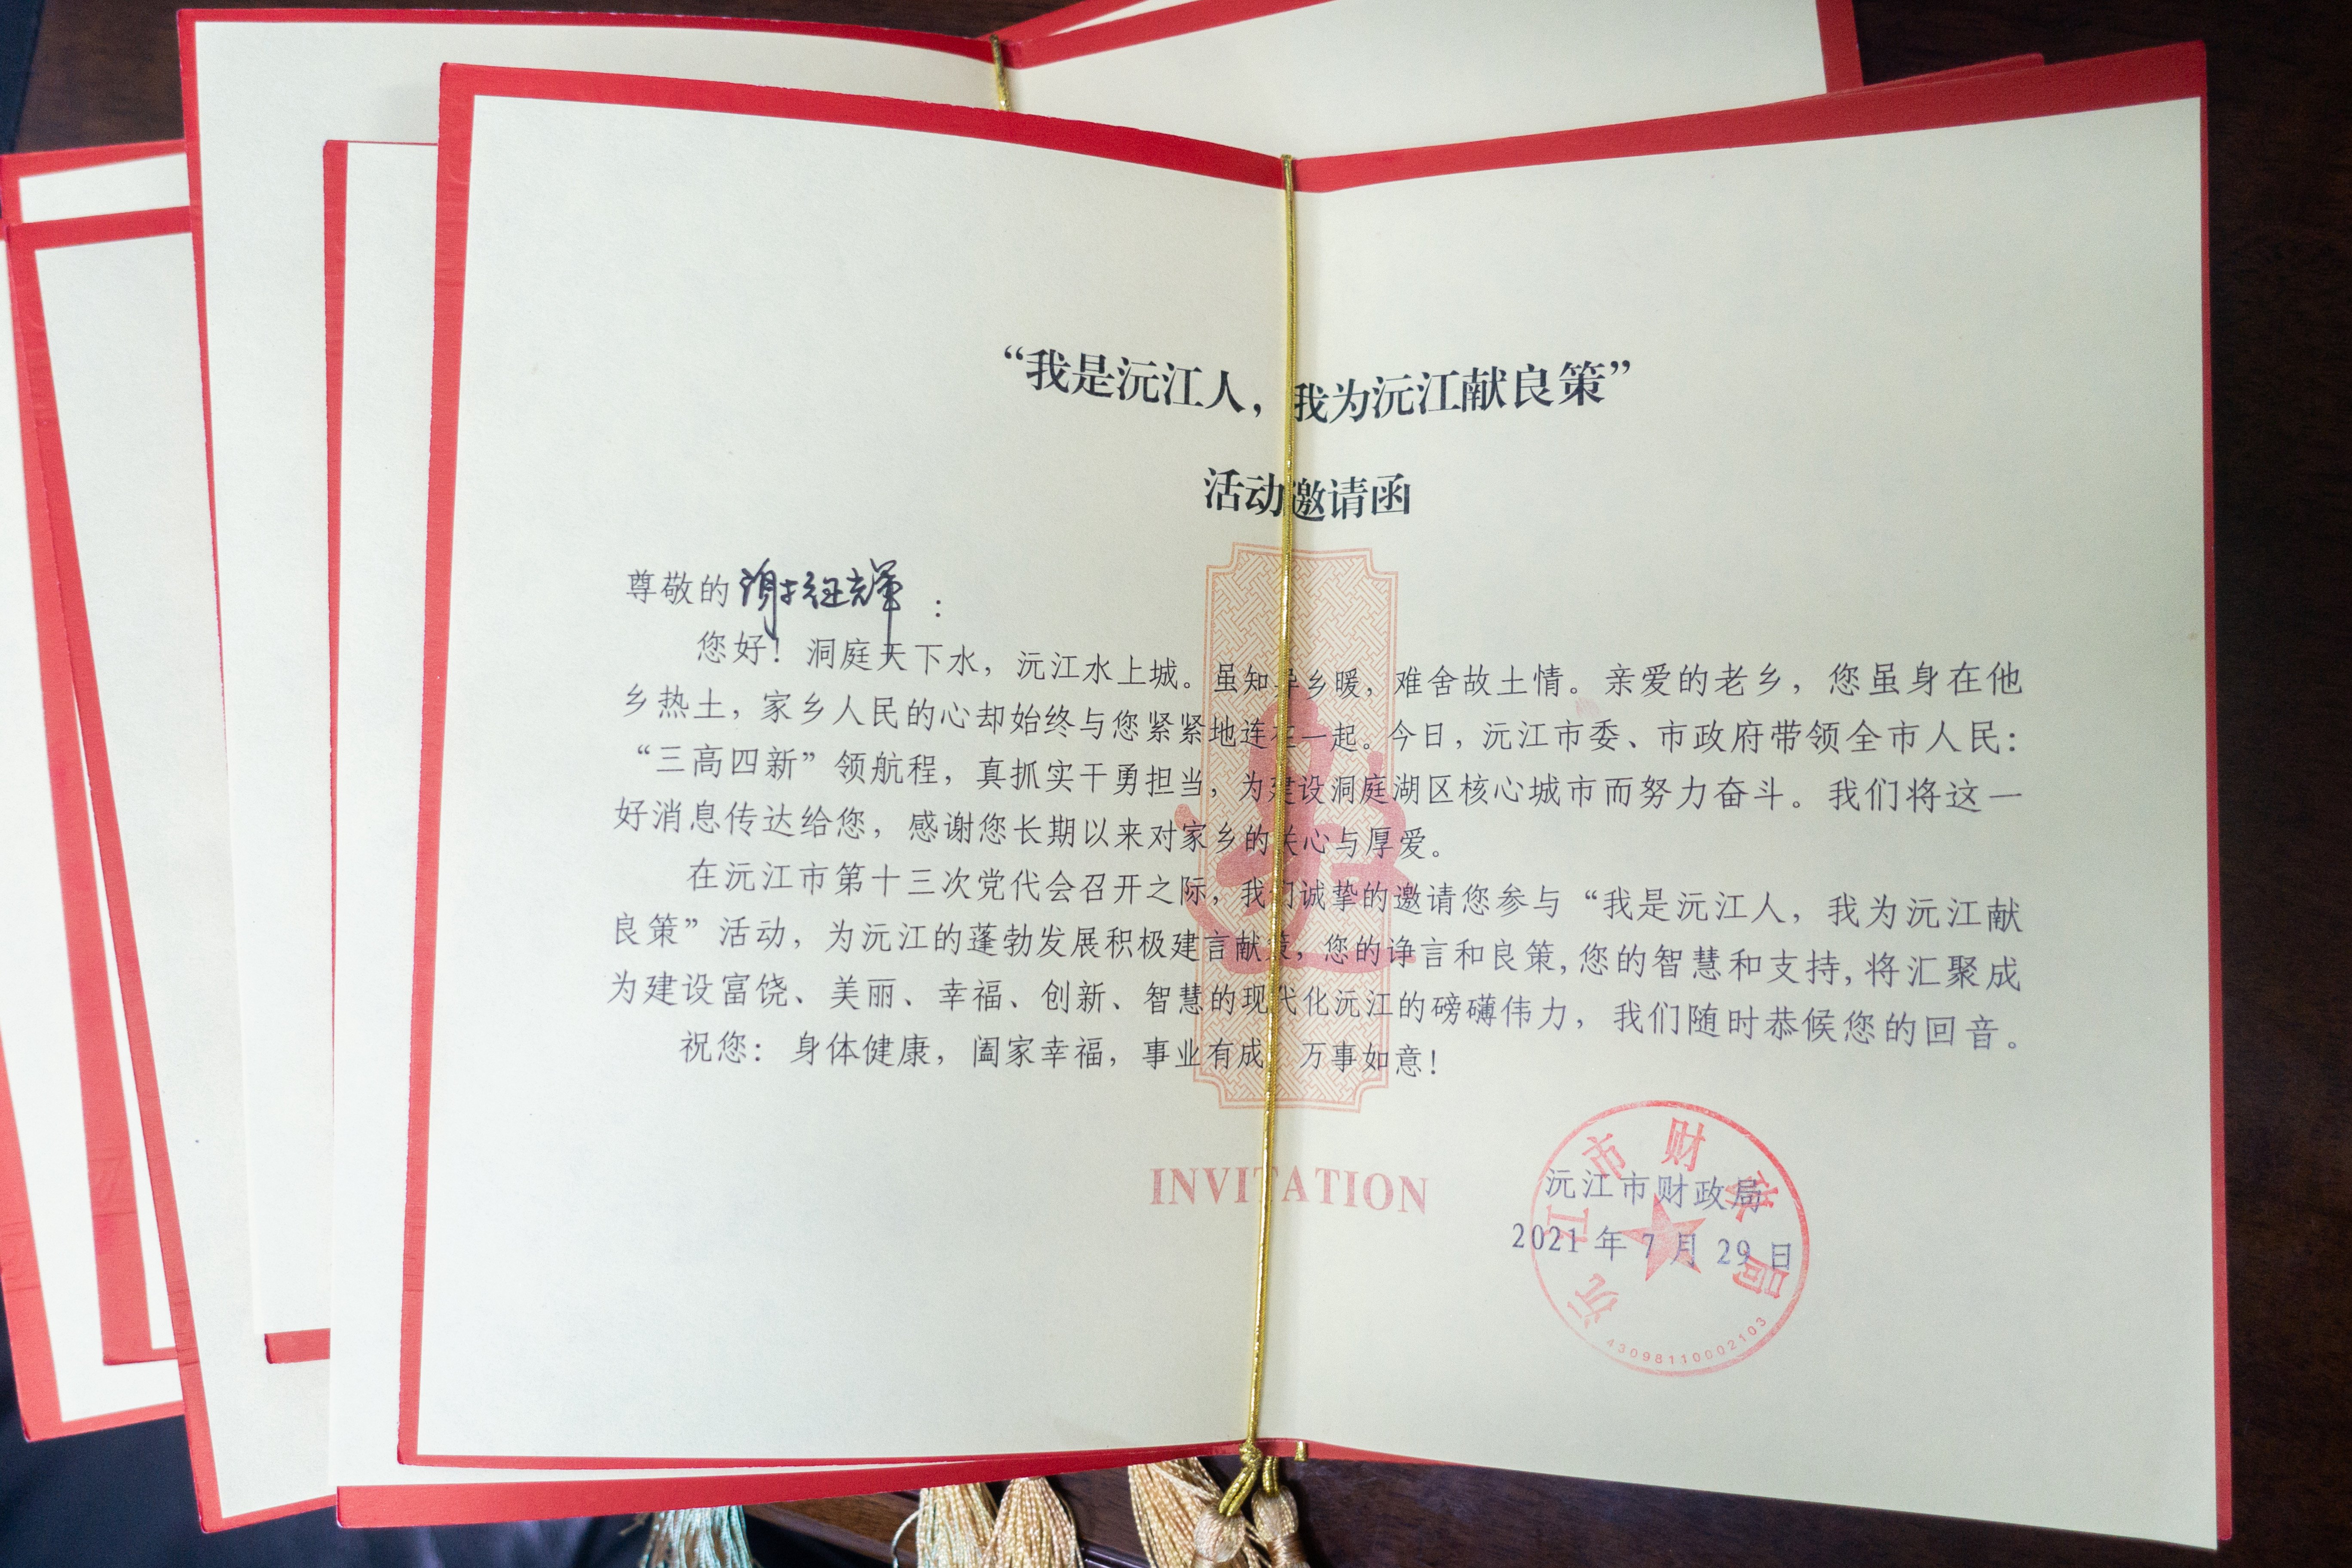 “我是沅江人，我为沅江献良策”
活动邀请函
尊敬的谢继辉：
您好！洞庭天下水，沅江水上城。虽知异乡暖，难舍故土情。亲爱的老乡，您虽身在他
乡热土，家乡人民的心却始终与您紧紧地连在一起。今日，沅江市委、市政府带领全市人民：
“三高四新”领航程，真抓实干勇担当，为建设洞庭湖区核心城市而努力奋斗。我们将这一
好消息传达给您，感谢您长期以来对家乡的关心与厚爱。
在沅江市第十三次党代会召开之际，我们诚挚的邀请您参与“我是沅江人，我为沅江献
良策”活动，为沅江的蓬勃发展积极建言献策，您的诤言和良策,您的智慧和支持,将汇聚成
为建设富饶、美丽、幸福、创新、智慧的现代化沅江的磅礴伟力，我们随时恭候您的回音。
祝您：身体健康，阖家幸福，事业有成，万事如意！
INVITATION
沅江市财政局
2021年7月29日
沅江市财政局
43098110002103